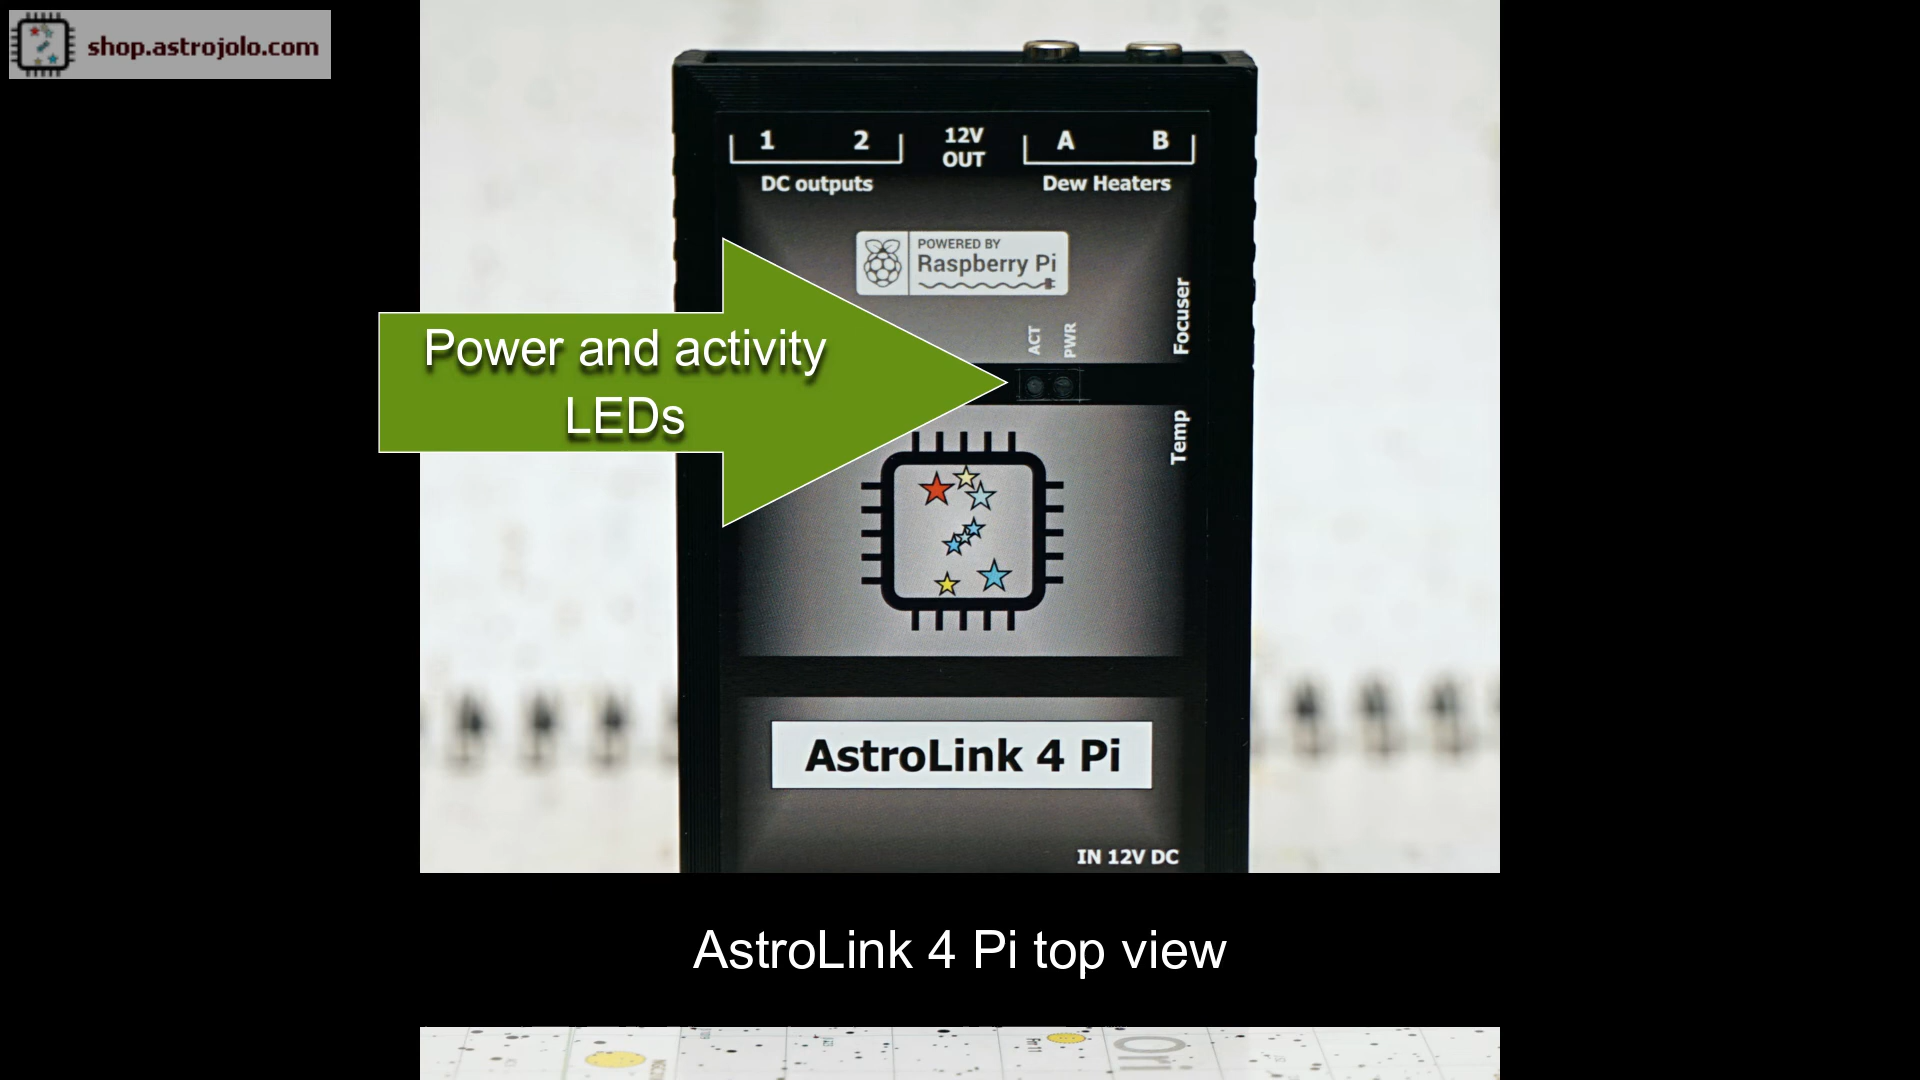 shop.astrojolo.com
1 2
12V
OUT
A B
DC outputs
Dew Heaters
POWERED BY
Raspberry Pi
Focuser
ACT
PWR
Power and activity
LEDs
Temp
AstroLink 4 Pi
IN 12V DC
AstroLink 4 Pi top view
Ori